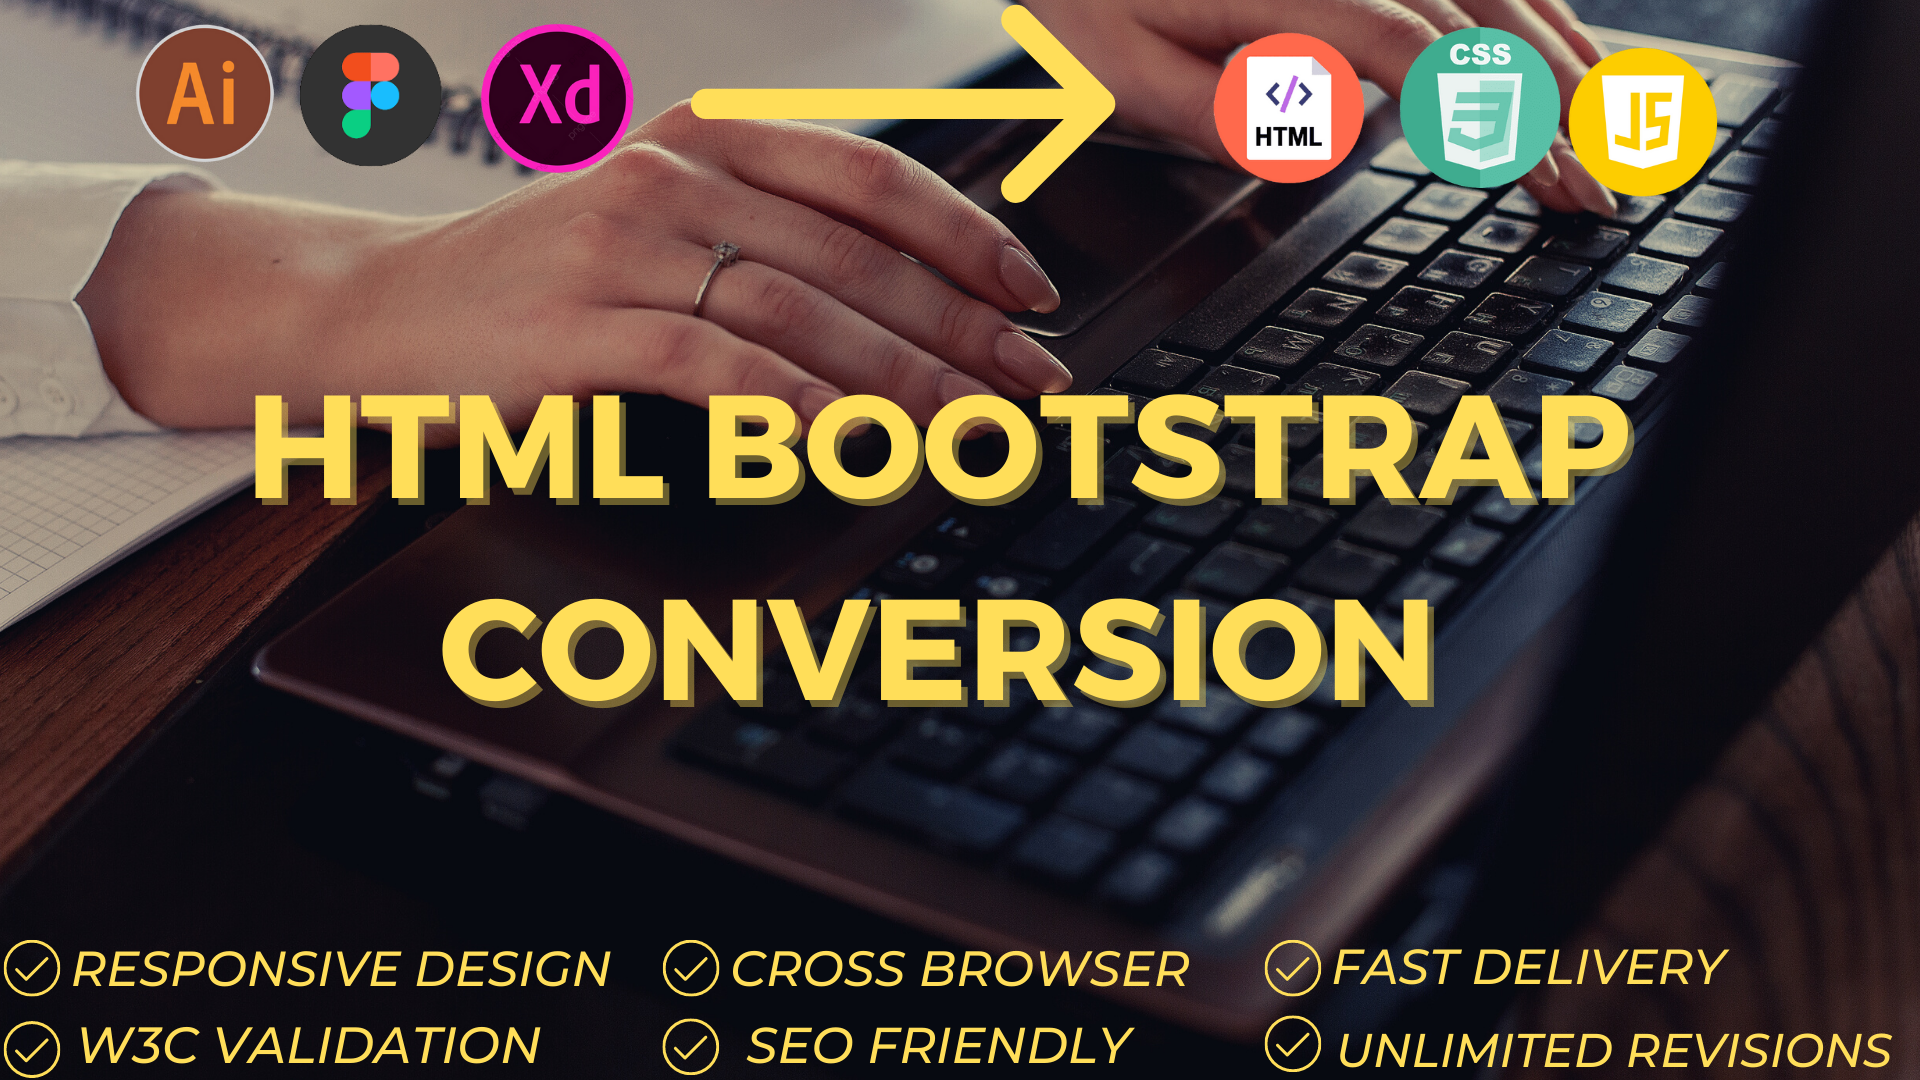 Ai
Xd
</>
HTML
CSS
3
JS
HTML BOOTSTRAP
CONVERSION
RESPONSIVE DESIGN
CROSS BROWSER
FAST DELIVERY
W3C VALIDATION
SEO FRIENDLY
UNLIMITED REVISIONS